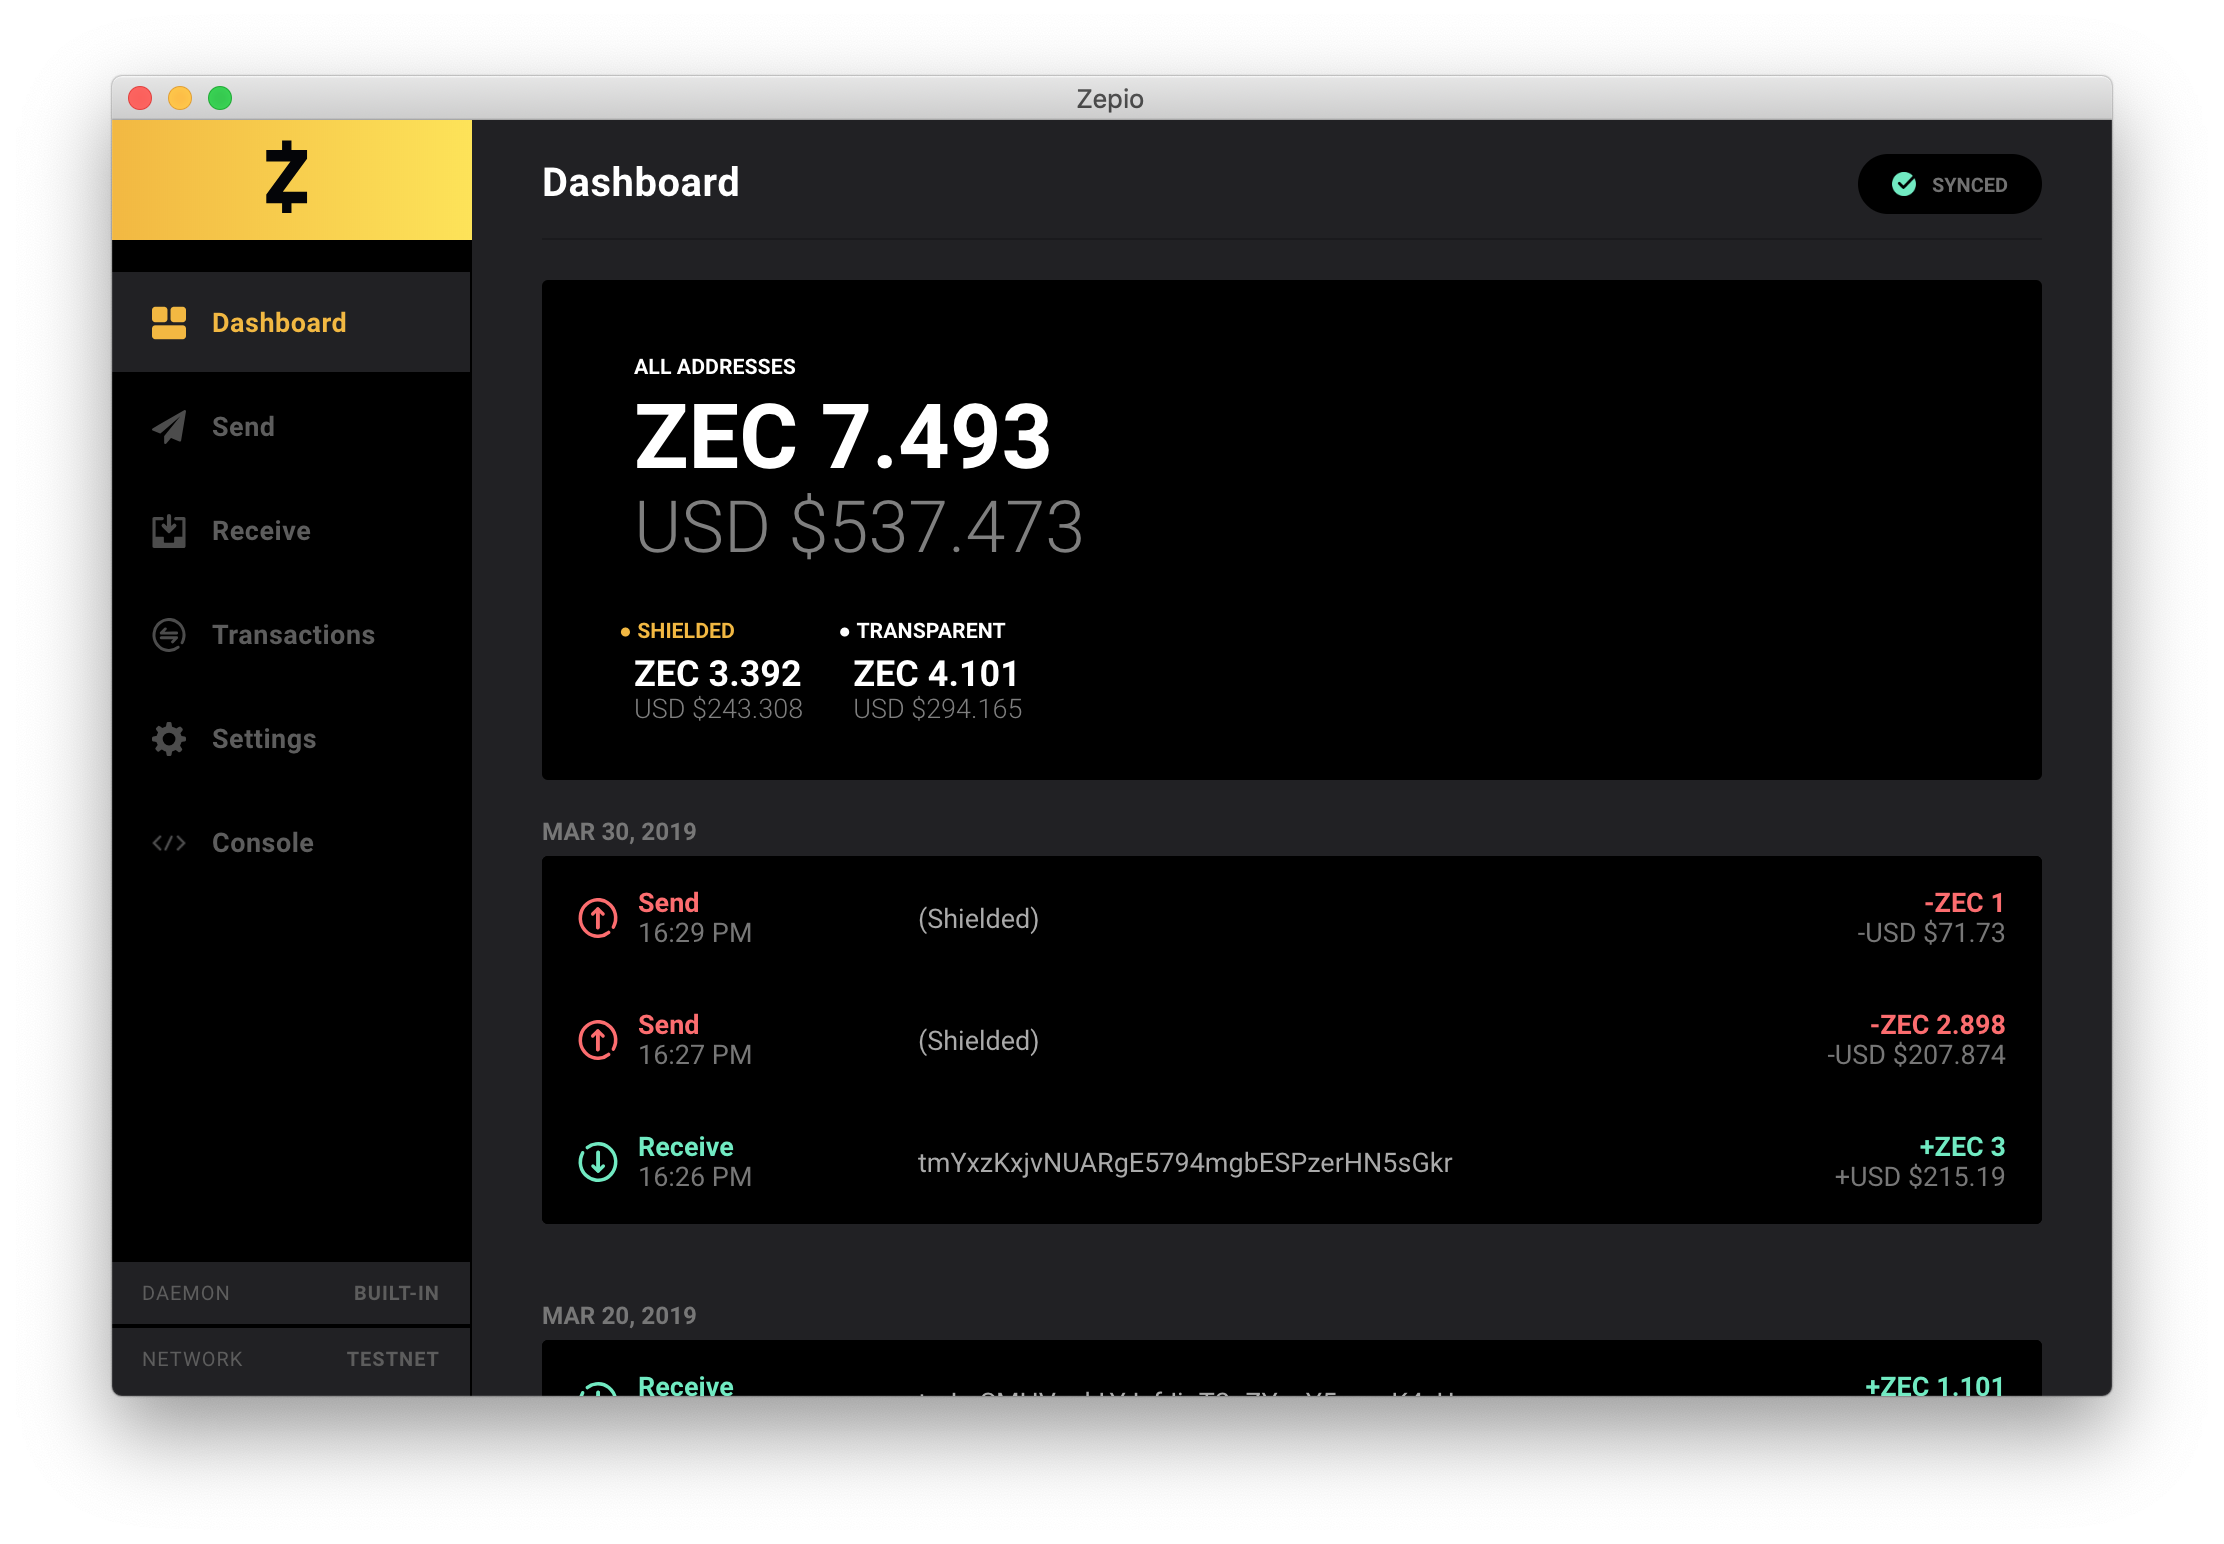 Zepio
Dashboard
SYNCED
Dashboard
Send
Receive
Transactions
Settings
Console
DAEMON BUILT-IN
NETWORK TESTNET
ALL ADDRESSES
ZEC 7.493
USD $537.473
SHIELDED
ZEC 3.392
USD $243.308
TRANSPARENT
ZEC 4.101
USD $294.165
MAR 30, 2019
Send
16:29 PM
(Shielded)
-ZEC 1
-USD $71.73
Send
16:27 PM
(Shielded)
-ZEC 2.898
-USD $207.874
Receive
16:26 PM
tmYxzKxjvNUARgE5794mgbESPzerHN5sGkr
+ZEC 3
+USD $215.19
MAR 20, 2019
Receive
+ZEC 1.101